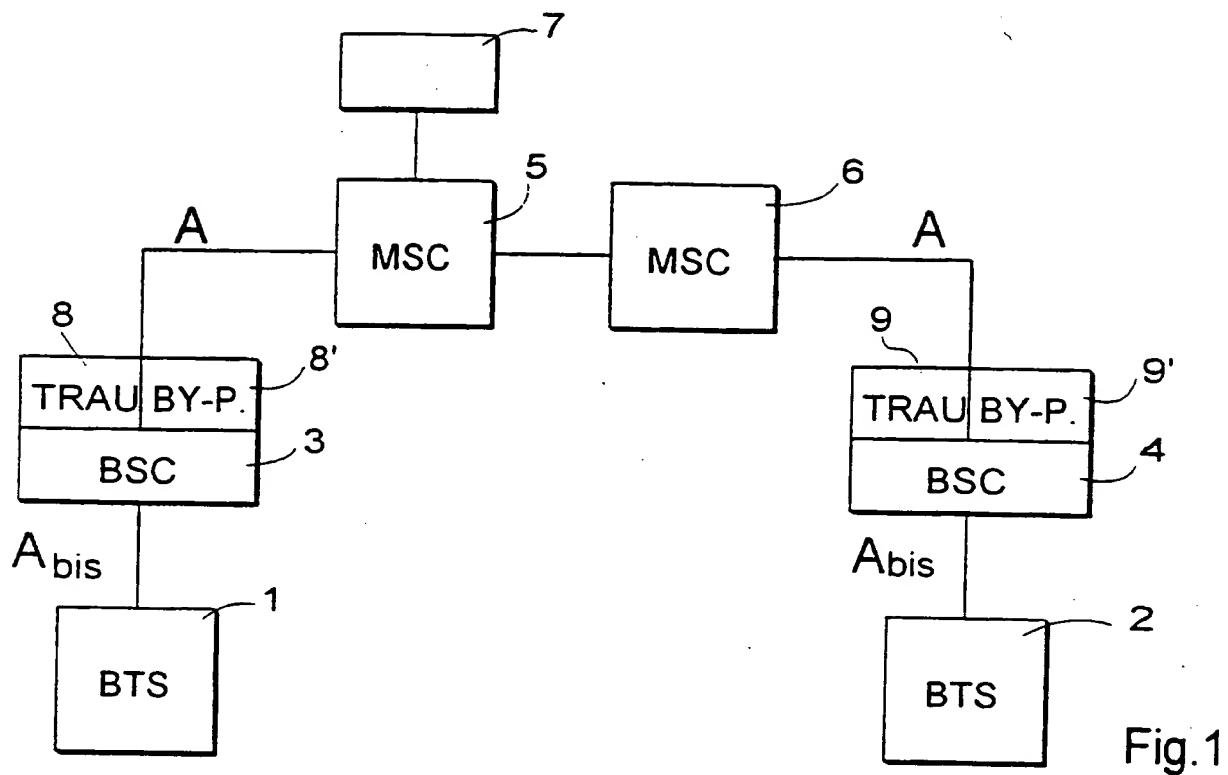 7
5
6
A
MSC
MSC
A
8
8'
TRAU BY-P.
BSC
3
9
9'
TRAU BY-P.
BSC
4
Abis
Abis
1
BTS
2
BTS
Fig.1